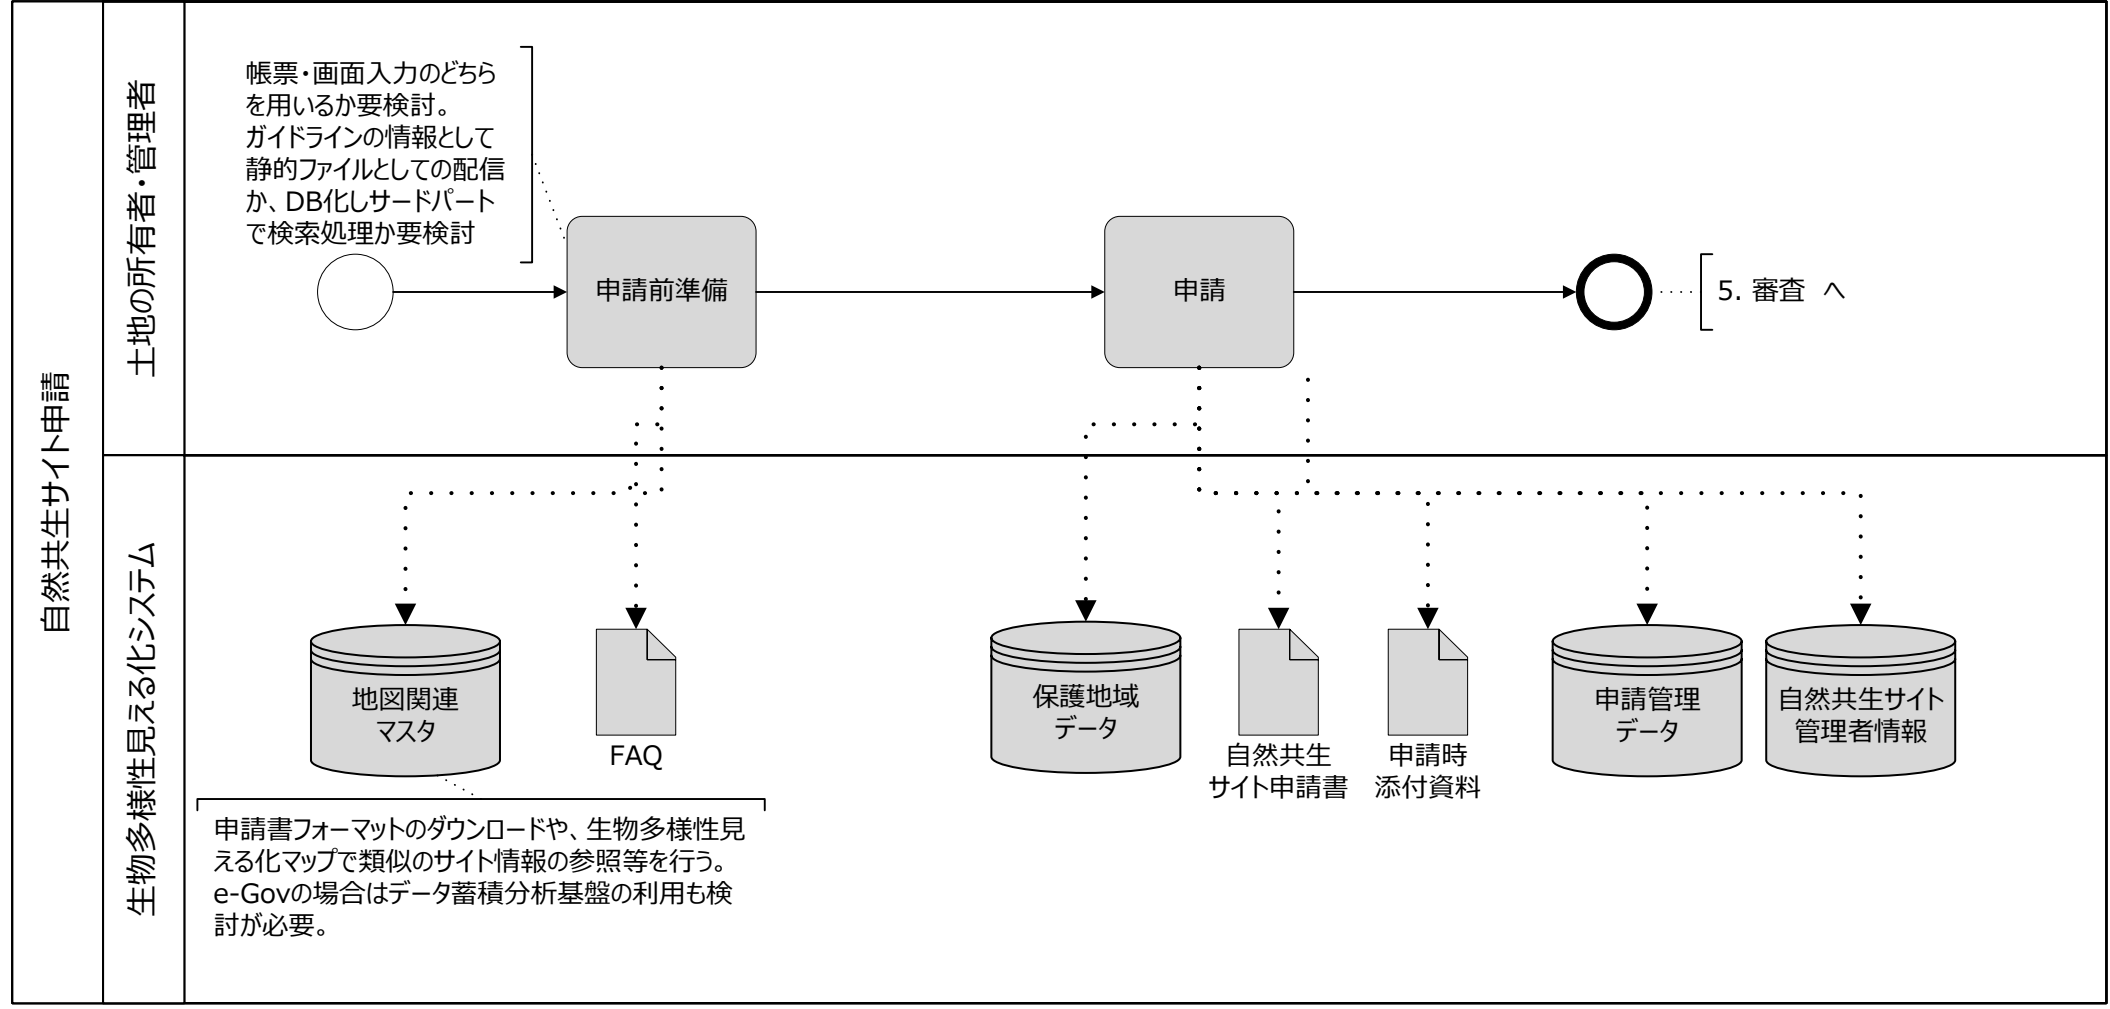 自然共生サイト申請
土地の所有者・管理者
帳票・画面入力のどちら
を用いるか要検討。
ガイドラインの情報として
静的ファイルとしての配信
か、DB化しサードパート
で検索処理か要検討
申請前準備
申請
5. 審査 へ
生物多様性見える化システム
地図関連
マスタ
FAQ
保護地域
データ
自然共生
サイト申請書
申請時
添付資料
申請管理
データ
自然共生サイト
管理者情報
申請書フォーマットのダウンロードや、生物多様性見
える化マップで類似のサイト情報の参照等を行う。
e-Govの場合はデータ蓄積分析基盤の利用も検
討が必要。